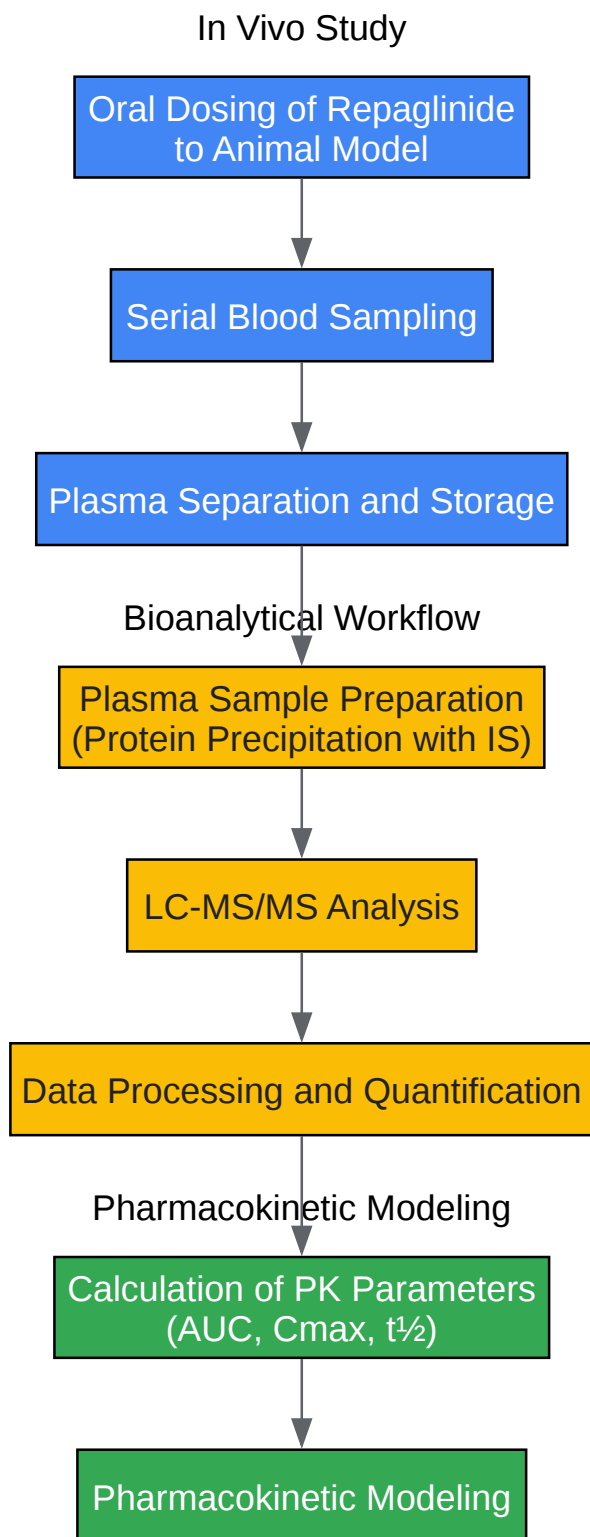 In Vivo Study
Oral Dosing of Repaglinide
to Animal Model
Serial Blood Sampling
Plasma Separation and Storage
Bioanalytical Workflow
Plasma Sample Preparation
(Protein Precipitation with IS)
LC-MS/MS Analysis
Data Processing and Quantification
Pharmacokinetic Modeling
Calculation of PK Parameters
(AUC, Cmax, t½)
Pharmacokinetic Modeling